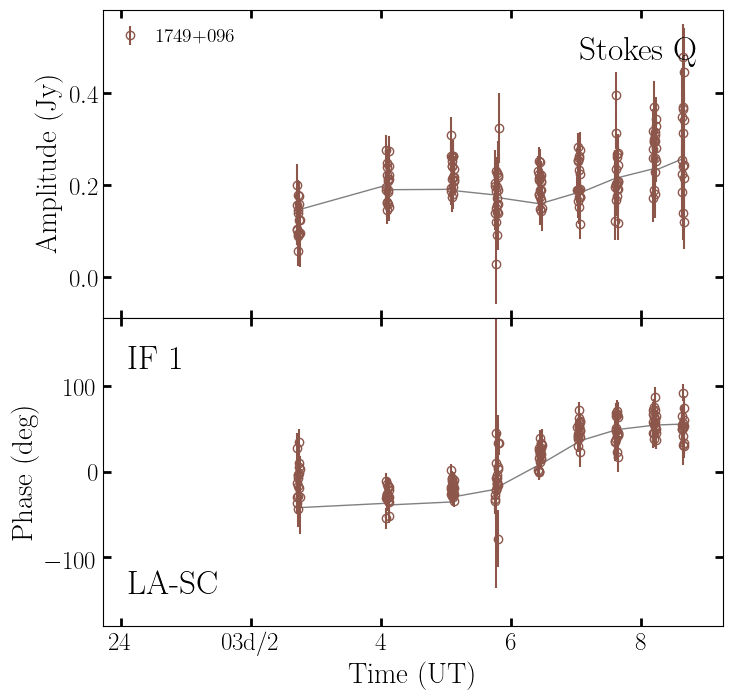 1749+096
Stokes Q
Amplitude (Jy)
0.4
0.2
0.0
IF 1
Phase (deg)
100
0
−100
LA-SC
24 03d/2 4 6 8
Time (UT)